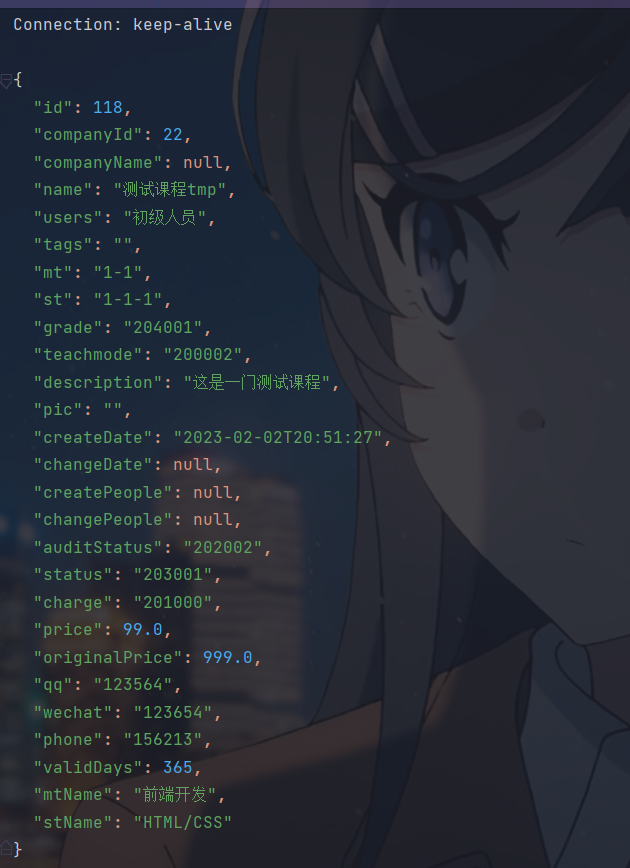 Connection: keep-alive
{
"id": 118,
"companyId": 22,
"companyName": null,
"name": "测试课程tmp",
"users": "初级人员",
"tags": "",
"mt": "1-1",
"st": "1-1-1",
"grade": "204001",
"teachmode": "200002",
"description": "这是一门测试课程",
"pic": "",
"createDate": "2023-02-02T20:51:27",
"changeDate": null,
"createPeople": null,
"changePeople": null,
"auditStatus": "202002",
"status": "203001",
"charge": "201000",
"price": 99.0,
"originalPrice": 999.0,
"qq": "123564",
"wechat": "123654",
"phone": "156213",
"validDays": 365,
"mtName": "前端开发",
"stName": "HTML/CSS"
}